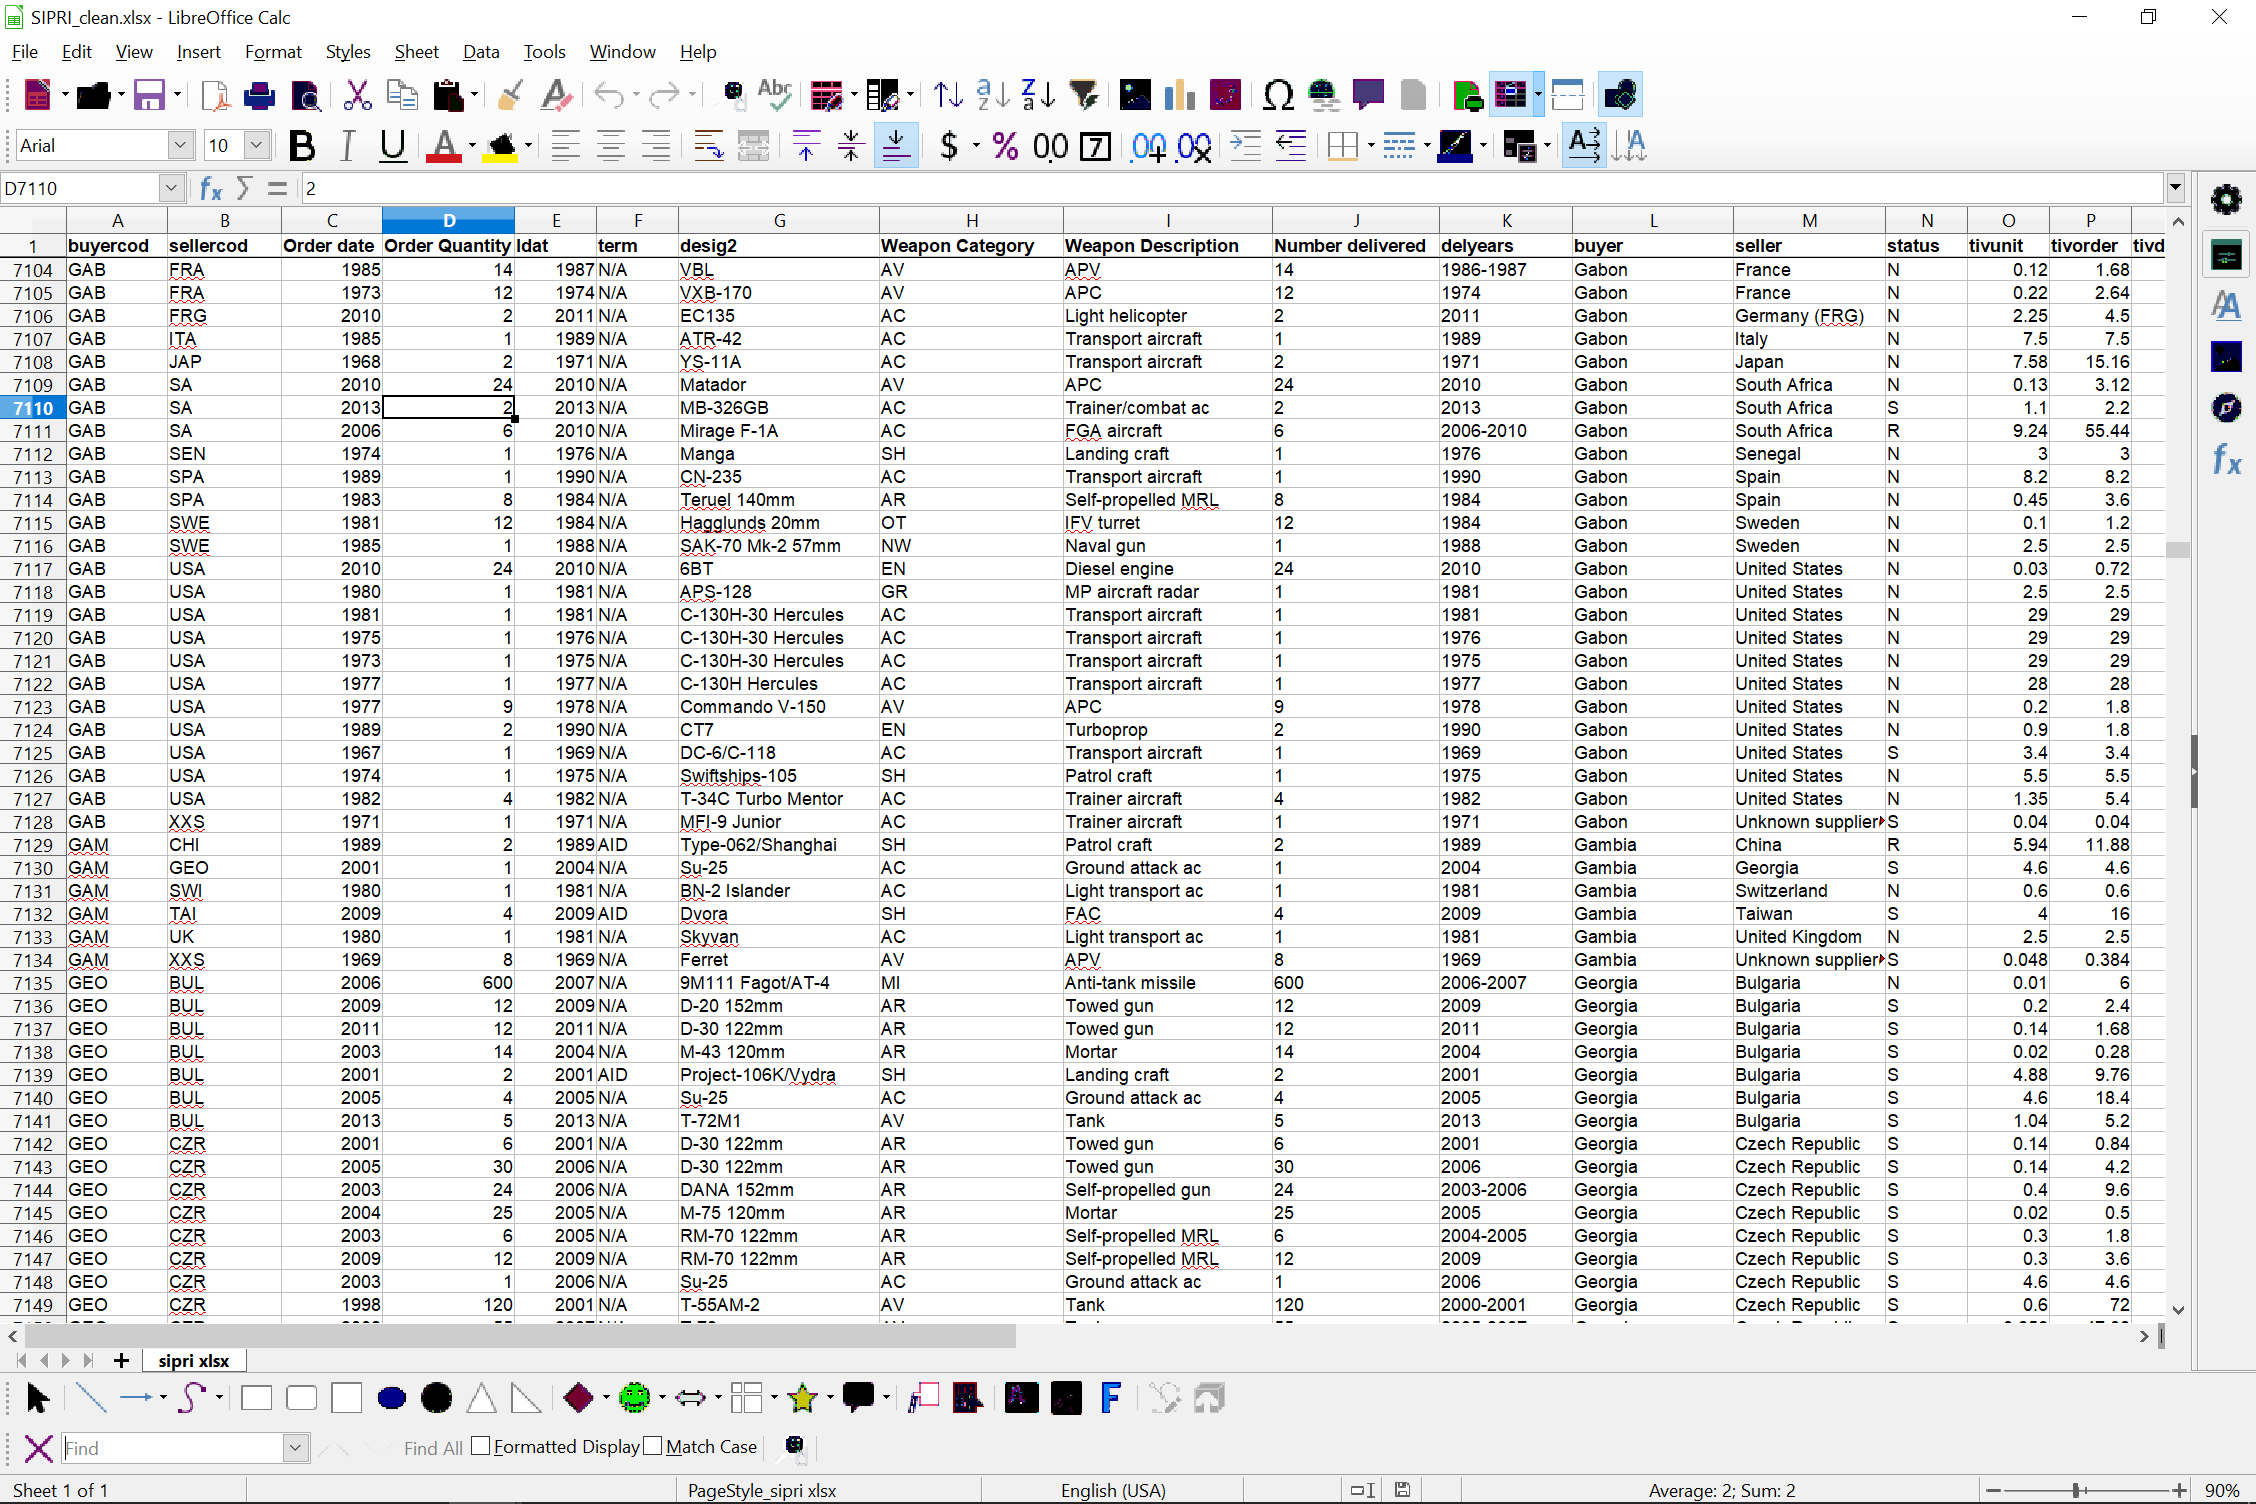 SIPRI_clean.xlsx - LibreOffice Calc
File Edit View Insert Format Styles Sheet Data Tools Window Help
Arial 10
D7110 2
A B C D E F G H I J K L M N O P
1 buyercod sellercod Order date Order Quantity ldat term desig2 Weapon Category Weapon Description Number delivered delyears buyer seller status tivunit tivorder tivd
7104 GAB FRA 1985 14 1987 N/A VBL AV APV 14 1986-1987 Gabon France N 0.12 1.68
7105 GAB FRA 1973 12 1974 N/A VXB-170 AV APC 12 1974 Gabon France N 0.22 2.64
7106 GAB FRG 2010 2 2011 N/A EC135 AC Light helicopter 2 2011 Gabon Germany (FRG) N 2.25 4.5
7107 GAB ITA 1985 1 1989 N/A ATR-42 AC Transport aircraft 1 1989 Gabon Italy N 7.5 7.5
7108 GAB JAP 1968 2 1971 N/A YS-11A AC Transport aircraft 2 1971 Gabon Japan N 7.58 15.16
7109 GAB SA 2010 24 2010 N/A Matador AV APC 24 2010 Gabon South Africa N 0.13 3.12
7110 GAB SA 2013 2 2013 N/A MB-326GB AC Trainer/combat ac 2 2013 Gabon South Africa S 1.1 2.2
7111 GAB SA 2006 6 2010 N/A Mirage F-1A AC FGA aircraft 6 2006-2010 Gabon South Africa R 9.24 55.44
7112 GAB SEN 1974 1 1976 N/A Manga SH Landing craft 1 1976 Gabon Senegal N 3 3
7113 GAB SPA 1989 1 1990 N/A CN-235 AC Transport aircraft 1 1990 Gabon Spain N 8.2 8.2
7114 GAB SPA 1983 8 1984 N/A Teruel 140mm AR Self-propelled MRL 8 1984 Gabon Spain N 0.45 3.6
7115 GAB SWE 1981 12 1984 N/A Hagglunds 20mm OT IFV turret 12 1984 Gabon Sweden N 0.1 1.2
7116 GAB SWE 1985 1 1988 N/A SAK-70 Mk-2 57mm NW Naval gun 1 1988 Gabon Sweden N 2.5 2.5
7117 GAB USA 2010 24 2010 N/A 6BT EN Diesel engine 24 2010 Gabon United States N 0.03 0.72
7118 GAB USA 1980 1 1981 N/A APS-128 GR MP aircraft radar 1 1981 Gabon United States N 2.5 2.5
7119 GAB USA 1981 1 1981 N/A C-130H-30 Hercules AC Transport aircraft 1 1981 Gabon United States N 29 29
7120 GAB USA 1975 1 1976 N/A C-130H-30 Hercules AC Transport aircraft 1 1976 Gabon United States N 29 29
7121 GAB USA 1973 1 1975 N/A C-130H-30 Hercules AC Transport aircraft 1 1975 Gabon United States N 29 29
7122 GAB USA 1977 1 1977 N/A C-130H Hercules AC Transport aircraft 1 1977 Gabon United States N 28 28
7123 GAB USA 1977 9 1978 N/A Commando V-150 AV APC 9 1978 Gabon United States N 0.2 1.8
7124 GAB USA 1989 2 1990 N/A CT7 EN Turboprop 2 1990 Gabon United States N 0.9 1.8
7125 GAB USA 1967 1 1969 N/A DC-6/C-118 AC Transport aircraft 1 1969 Gabon United States S 3.4 3.4
7126 GAB USA 1974 1 1975 N/A Swiftships-105 SH Patrol craft 1 1975 Gabon United States N 5.5 5.5
7127 GAB USA 1982 4 1982 N/A T-34C Turbo Mentor AC Trainer aircraft 4 1982 Gabon United States N 1.35 5.4
7128 GAB XXS 1971 1 1971 N/A MFI-9 Junior AC Trainer aircraft 1 1971 Gabon Unknown supplier S 0.04 0.04
7129 GAM CHI 1989 2 1989 AID Type-062/Shanghai SH Patrol craft 2 1989 Gambia China R 5.94 11.88
7130 GAM GEO 2001 1 2004 N/A Su-25 AC Ground attack ac 1 2004 Gambia Georgia S 4.6 4.6
7131 GAM SWI 1980 1 1981 N/A BN-2 Islander AC Light transport ac 1 1981 Gambia Switzerland N 0.6 0.6
7132 GAM TAI 2009 4 2009 AID Dvora SH FAC 4 2009 Gambia Taiwan S 4 16
7133 GAM UK 1980 1 1981 N/A Skyvan AC Light transport ac 1 1981 Gambia United Kingdom N 2.5 2.5
7134 GAM XXS 1969 8 1969 N/A Ferret AV APV 8 1969 Gambia Unknown supplier S 0.048 0.384
7135 GEO BUL 2006 600 2007 N/A 9M111 Fagot/AT-4 MI Anti-tank missile 600 2006-2007 Georgia Bulgaria N 0.01 6
7136 GEO BUL 2009 12 2009 N/A D-20 152mm AR Towed gun 12 2009 Georgia Bulgaria S 0.2 2.4
7137 GEO BUL 2011 12 2011 N/A D-30 122mm AR Towed gun 12 2011 Georgia Bulgaria S 0.14 1.68
7138 GEO BUL 2003 14 2004 N/A M-43 120mm AR Mortar 14 2004 Georgia Bulgaria S 0.02 0.28
7139 GEO BUL 2001 2 2001 AID Project-106K/Vydra SH Landing craft 2 2001 Georgia Bulgaria S 4.88 9.76
7140 GEO BUL 2005 4 2005 N/A Su-25 AC Ground attack ac 4 2005 Georgia Bulgaria S 4.6 18.4
7141 GEO BUL 2013 5 2013 N/A T-72M1 AV Tank 5 2013 Georgia Bulgaria S 1.04 5.2
7142 GEO CZR 2001 6 2001 N/A D-30 122mm AR Towed gun 6 2001 Georgia Czech Republic S 0.14 0.84
7143 GEO CZR 2005 30 2006 N/A D-30 122mm AR Towed gun 30 2006 Georgia Czech Republic S 0.14 4.2
7144 GEO CZR 2003 24 2006 N/A DANA 152mm AR Self-propelled gun 24 2003-2006 Georgia Czech Republic S 0.4 9.6
7145 GEO CZR 2004 25 2005 N/A M-75 120mm AR Mortar 25 2005 Georgia Czech Republic S 0.02 0.5
7146 GEO CZR 2003 6 2005 N/A RM-70 122mm AR Self-propelled MRL 6 2004-2005 Georgia Czech Republic S 0.3 1.8
7147 GEO CZR 2009 12 2009 N/A RM-70 122mm AR Self-propelled MRL 12 2009 Georgia Czech Republic S 0.3 3.6
7148 GEO CZR 2003 1 2006 N/A Su-25 AC Ground attack ac 1 2006 Georgia Czech Republic S 4.6 4.6
7149 GEO CZR 1998 120 2001 N/A T-55AM-2 AV Tank 120 2000-2001 Georgia Czech Republic S 0.6 72
sipri xlsx
Find Find All Formatted Display Match Case
Sheet 1 of 1 PageStyle_sipri xlsx English (USA) Average: 2; Sum: 2 90%